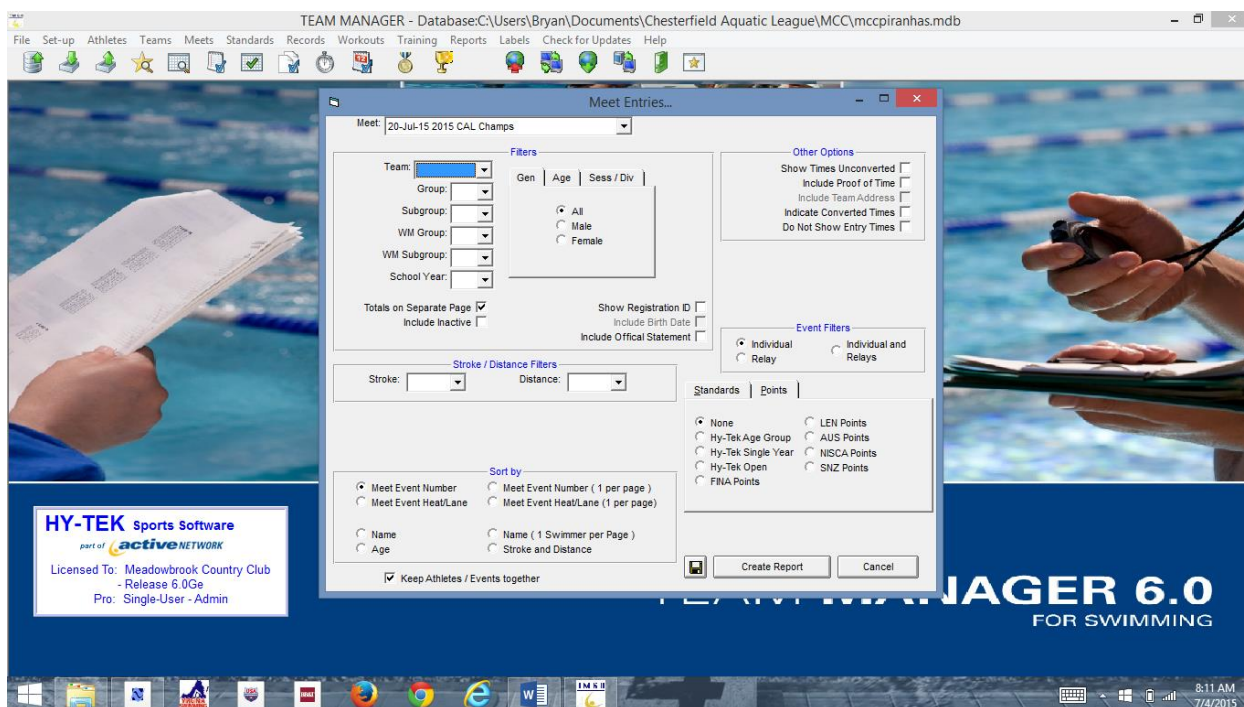 TEAM MANAGER - Database:C:\Users\Bryan\Documents\Chesterfield Aquatic League\MCC\mccpiranhas.mdb
File Set-up Athletes Teams Meets Standards Records Workouts Training Reports Labels Check for Updates Help
Meet Entries...
Meet: 20-Jul-15 2015 CAL Champs
Filters
Team:
Group:
Subgroup:
WM Group:
WM Subgroup:
School Year:
Gen Age Sess / Div
All
Male
Female
Totals on Separate Page
Include Inactive
Show Registration ID
Include Birth Date
Include Offical Statement
Other Options
Show Times Unconverted
Include Proof of Time
Include Team Address
Indicate Converted Times
Do Not Show Entry Times
Event Filters
Individual
Relay
Individual and
Relays
Stroke / Distance Filters
Stroke: Distance:
Standards Points
None LEN Points
Hy-Tek Age Group AUS Points
Hy-Tek Single Year NISCA Points
Hy-Tek Open SNZ Points
FINA Points
Sort by
Meet Event Number Meet Event Number ( 1 per page )
Meet Event Heat/Lane Meet Event Heat/Lane (1 per page)
Name Name ( 1 Swimmer per Page )
Age Stroke and Distance
Keep Athletes / Events together
Create Report Cancel
HY-TEK Sports Software
part of active NETWORK
Licensed To: Meadowbrook Country Club
- Release 6.0Ge
Pro: Single-User - Admin
MANAGER 6.0
FOR SWIMMING
8:11 AM
7/4/2015